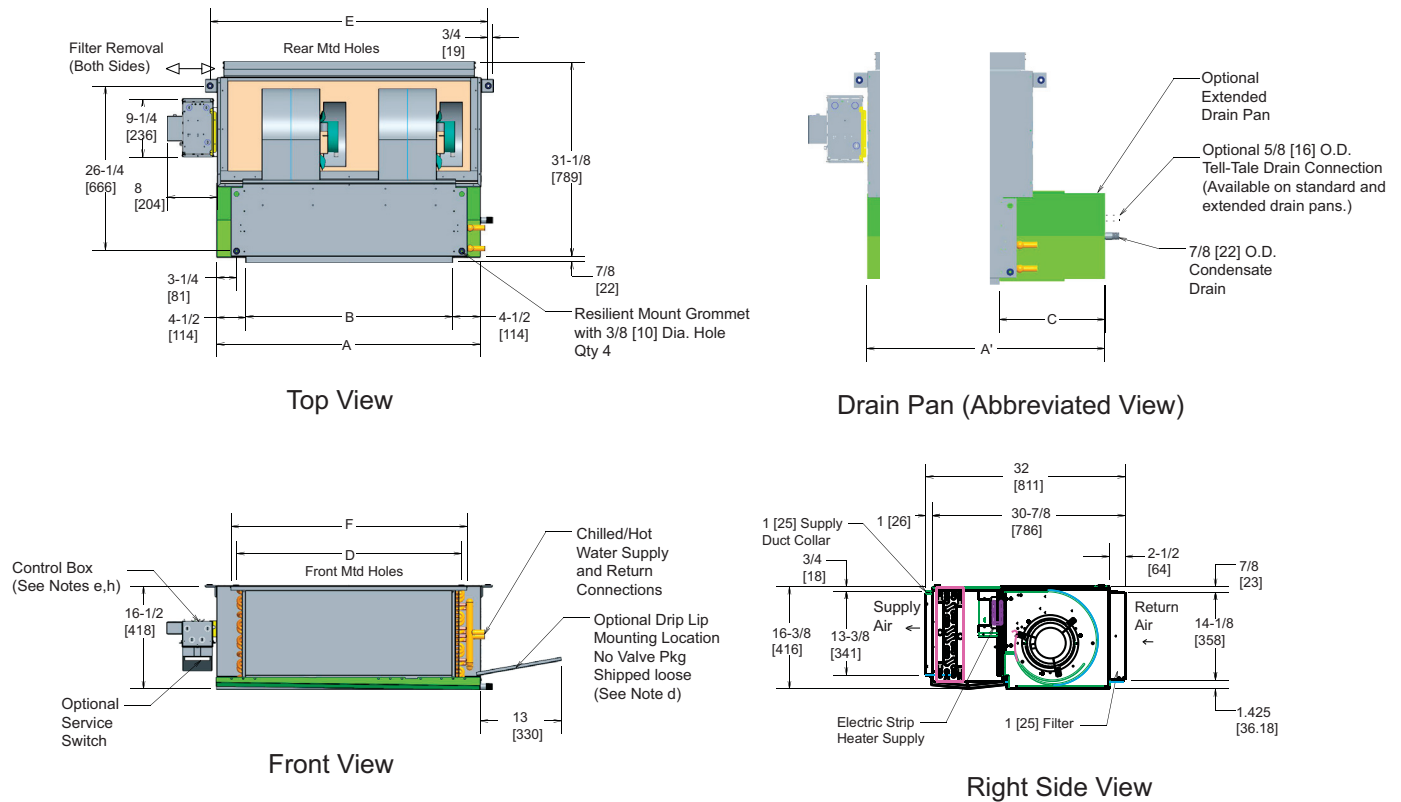 E
3/4
[19]
Filter Removal
(Both Sides)
Rear Mtd Holes
9-1/4
[236]
26-1/4
[666]
8
[204]
31-1/8
[789]
3-1/4
[81]
7/8
[22]
4-1/2
[114]
B
4-1/2
[114]
A
Resilient Mount Grommet
with 3/8 [10] Dia. Hole
Qty 4
Top View
Optional
Extended
Drain Pan
Optional 5/8 [16] O.D.
Tell-Tale Drain Connection
(Available on standard and
extended drain pans.)
7/8 [22] O.D.
Condensate
Drain
C
A'
Drain Pan (Abbreviated View)
F
D
Front Mtd Holes
Control Box
(See Notes e,h)
16-1/2
[418]
Optional
Service
Switch
Chilled/Hot
Water Supply
and Return
Connections
Optional Drip Lip
Mounting Location
No Valve Pkg
Shipped loose
(See Note d)
13
[330]
Front View
32
[811]
1 [25] Supply
Duct Collar
1 [26]
30-7/8
[786]
3/4
[18]
2-1/2
[64]
7/8
[23]
Supply
Air
Return
Air
16-3/8
[416]
13-3/8
[341]
14-1/8
[358]
Electric Strip
Heater Supply
1 [25] Filter
1.425
[36.18]
Right Side View